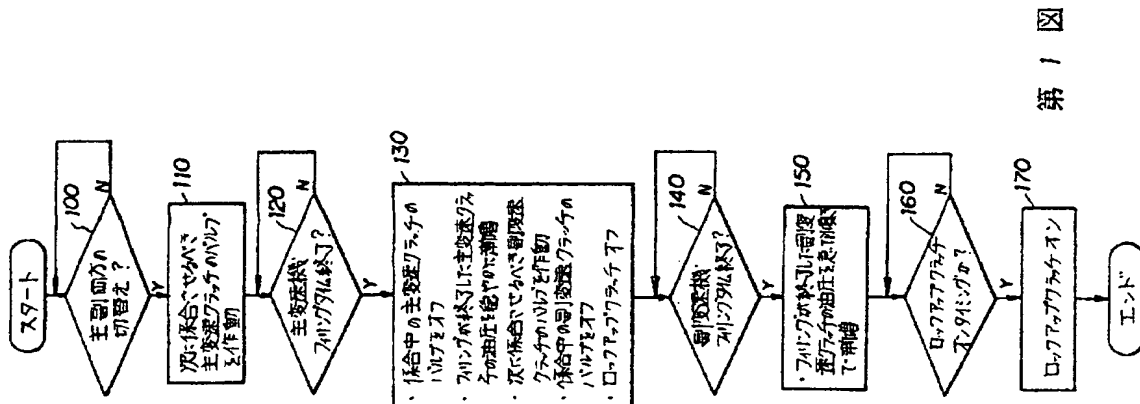 スタート
100
主副両方の
切替え?
N
Y
110
次に係合させるべき
主変速クラッチのバルブ
を作動
120
主変速機
フィリングタイム終了?
N
Y
130
・係合中の主変速クラッチの
バルブをオフ
・フィリングが終了した主変速クラッ
チの油圧を緩やかに漸増
・次に係合させるべき副変速
クラッチのバルブを作動
・係合中の副変速クラッチの
バルブをオフ
・ロックアップクラッチオフ
140
副変速機
フィリングタイム終了?
N
Y
150
・フィリングが終了した副変
速クラッチの油圧を急勾配
で漸増
160
ロックアップクラッチ
オンタイミングか?
N
Y
170
ロックアップクラッチオン
エンド
第1図